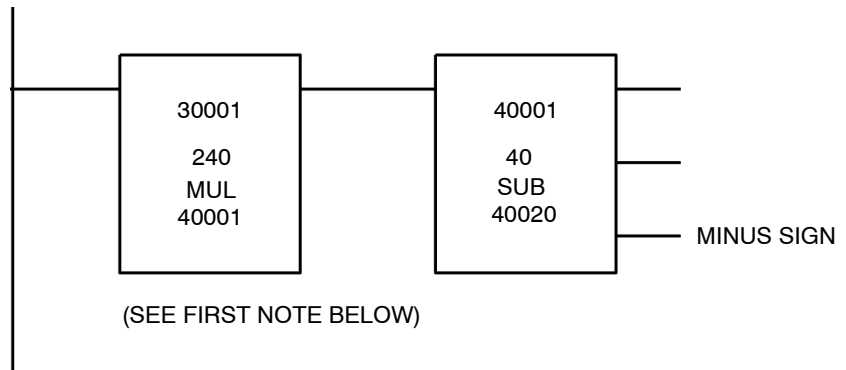 30001
240
MUL
40001
40001
40
SUB
40020
MINUS SIGN
(SEE FIRST NOTE BELOW)